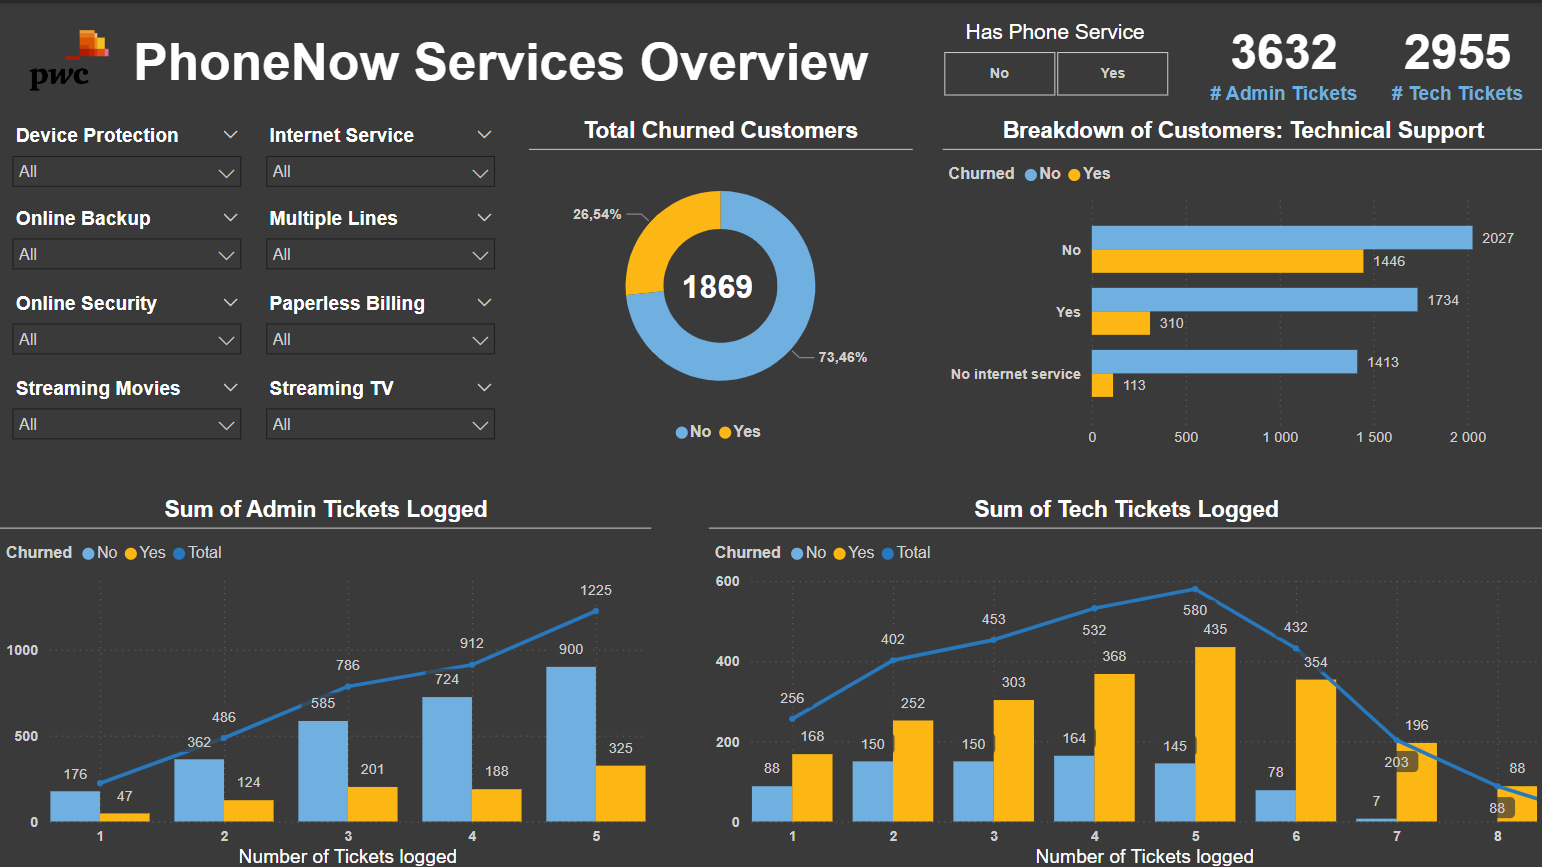 pwc
PhoneNow Services Overview
Has Phone Service
No
Yes
3632
# Admin Tickets
2955
# Tech Tickets
Device Protection
All
Internet Service
All
Online Backup
All
Multiple Lines
All
Online Security
All
Paperless Billing
All
Streaming Movies
All
Streaming TV
All
Total Churned Customers
26,54%
1869
73,46%
No Yes
Breakdown of Customers: Technical Support
Churned No Yes
No
2027
1446
Yes
1734
310
No internet service
1413
113
0 500 1 000 1 500 2 000
Sum of Admin Tickets Logged
Churned No Yes Total
1000
500
0
176
47
362
486
124
585
786
201
724
912
188
900
1225
325
1 2 3 4 5
Number of Tickets logged
Sum of Tech Tickets Logged
Churned No Yes Total
600
400
200
0
88
256
168
150
402
252
150
453
303
164
532
368
145
580
435
78
432
354
7
203
196
88
88
1 2 3 4 5 6 7 8
Number of Tickets logged